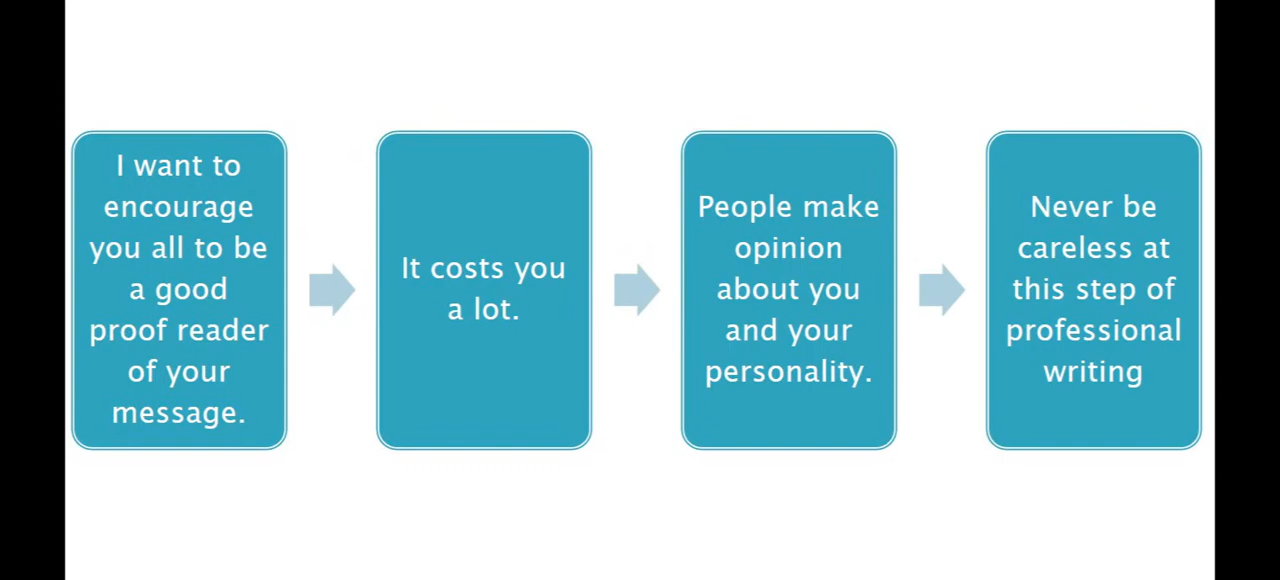 I want to
encourage
you all to be
a good
proof reader
of your
message.
It costs you
a lot.
People make
opinion
about you
and your
personality.
Never be
careless at
this step of
professional
writing